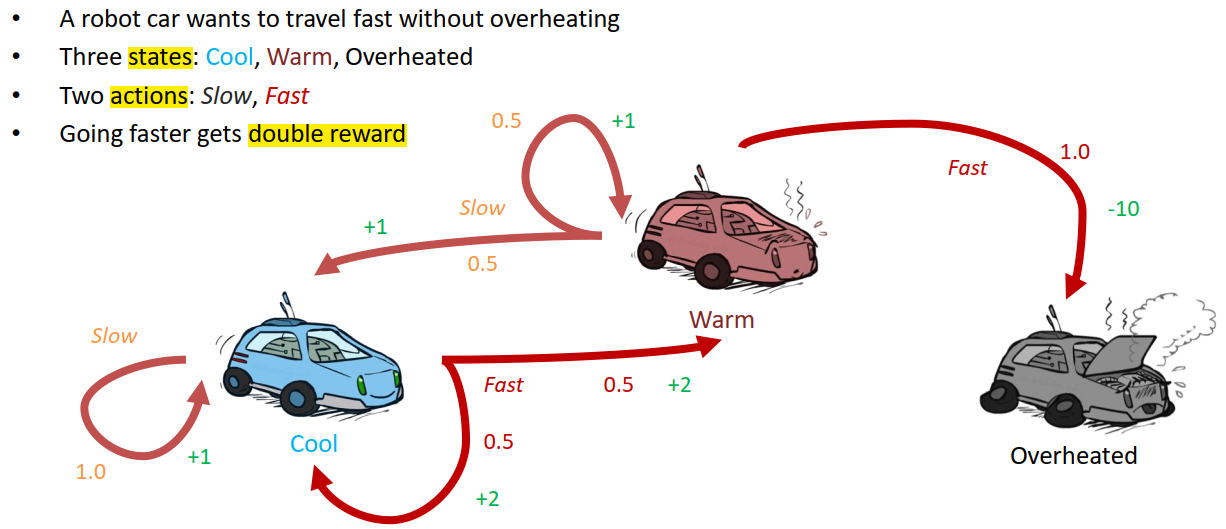 • A robot car wants to travel fast without overheating
• Three states: Cool, Warm, Overheated
• Two actions: Slow, Fast
• Going faster gets double reward
0.5
+1
1.0
Fast
-10
Slow
+1
0.5
Warm
Slow
Fast
0.5
+2
Cool
0.5
1.0
+1
+2
Overheated